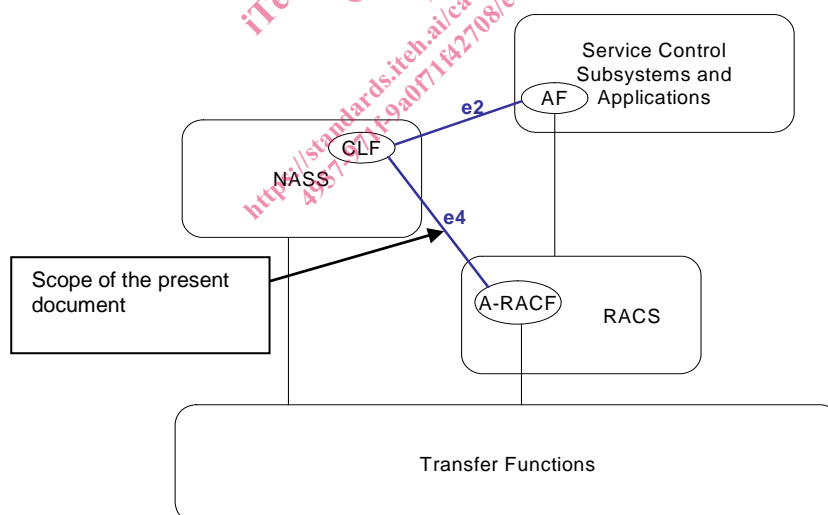 Service Control
Subsystems and
Applications
AF
e2
CLF
NASS
e4
Scope of the present
document
A-RACF
RACS
Transfer Functions